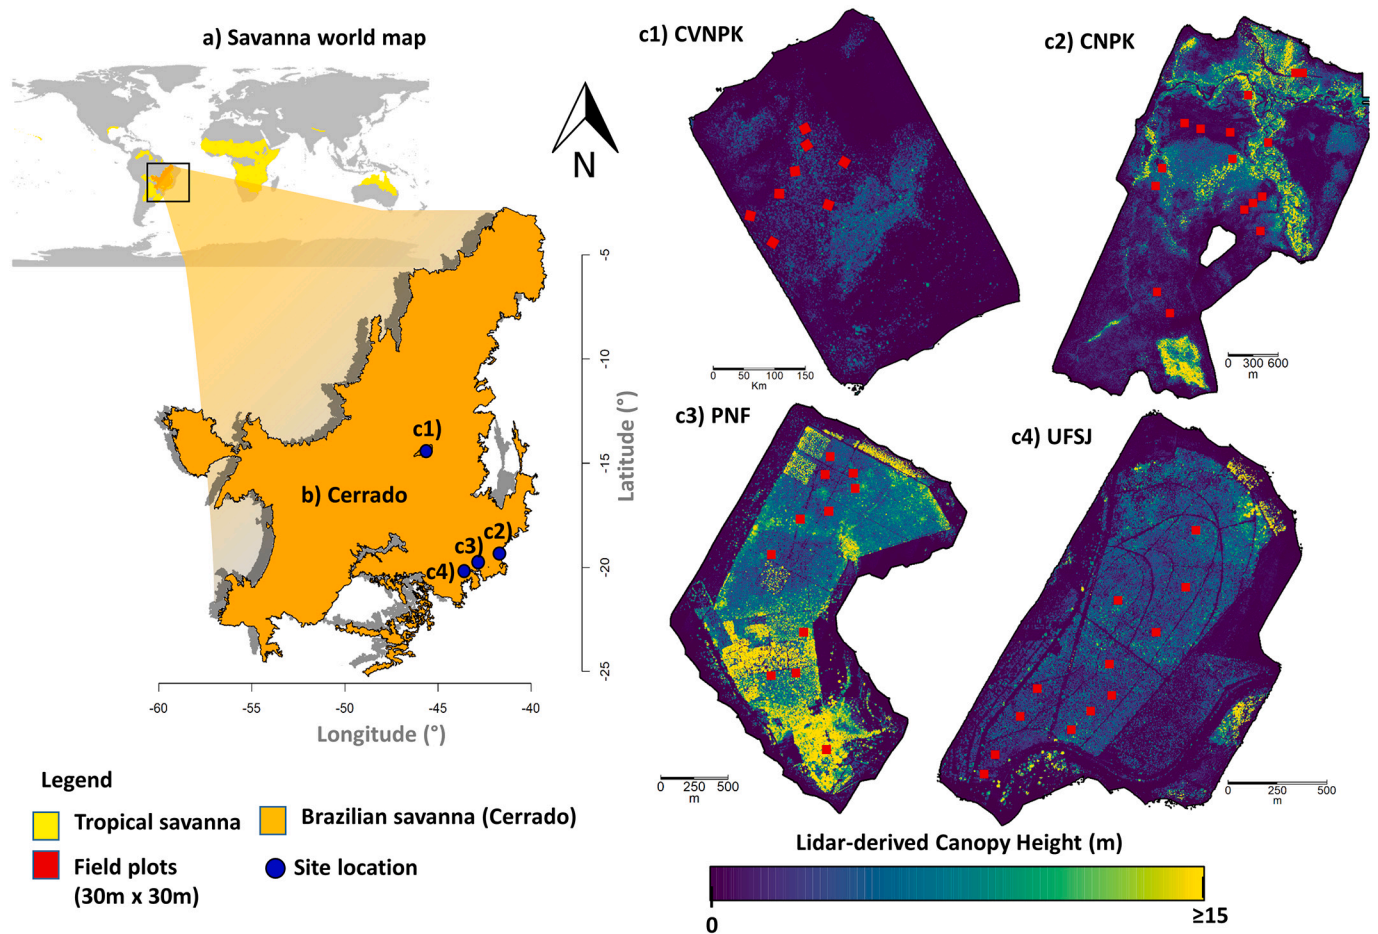 a) Savanna world map
N
-5
-10
-15
-20
-25
Latitude (°)
c1)
b) Cerrado
c2)
c3)
c4)
-60 -55 -50 -45 -40
Longitude (°)
Legend
Tropical savanna
Brazilian savanna (Cerrado)
Field plots
(30m x 30m)
Site location
c1) CVNPK
0 50 100 150
Km
c2) CNPK
0 300 600
m
c3) PNF
0 250 500
m
c4) UFSJ
0 250 500
m
Lidar-derived Canopy Height (m)
0 ≥15